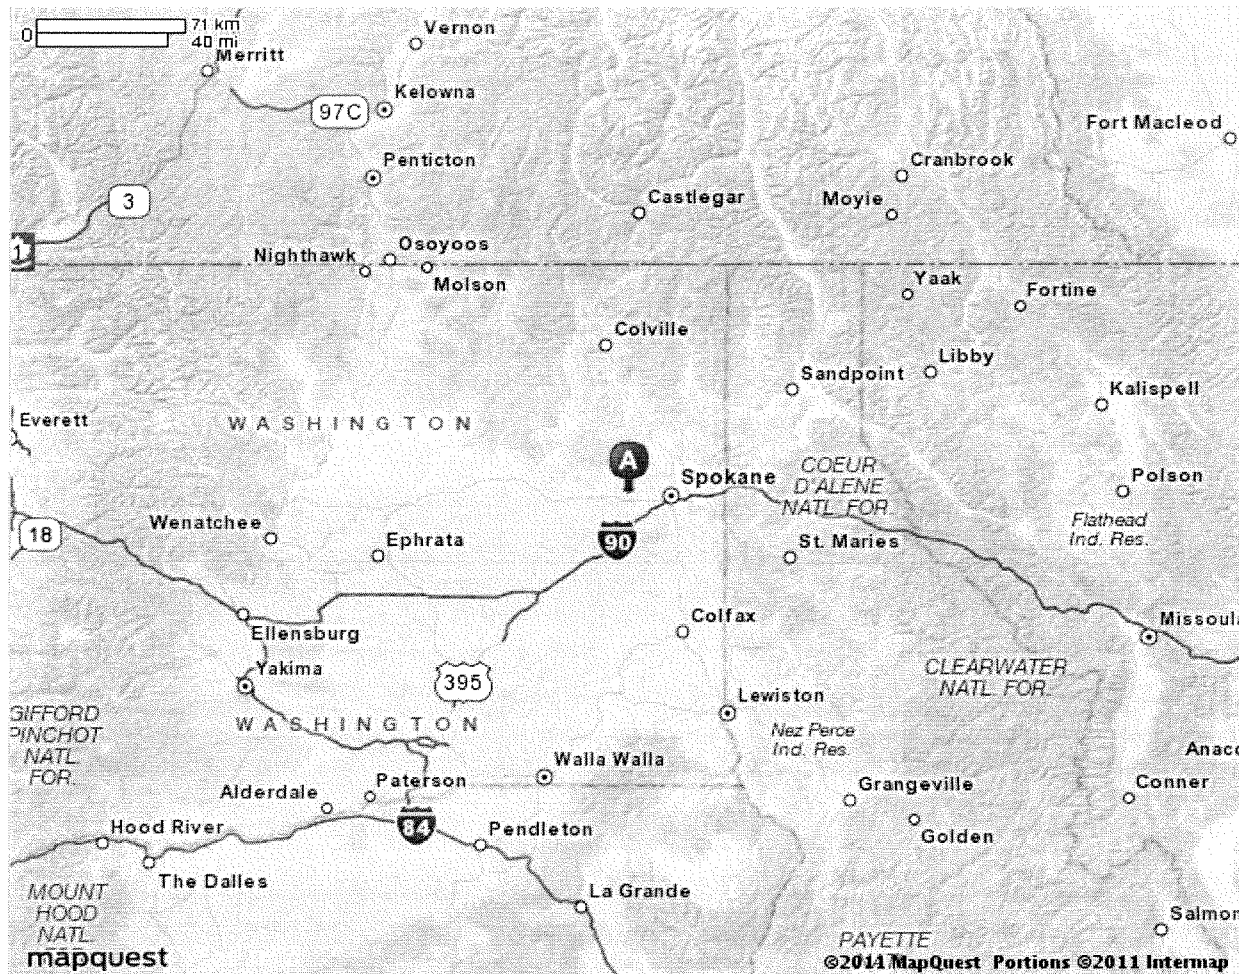 0
71 km
40 mi
Vernon
Merritt
Kelowna
97C
Fort Macleod
Penticton
Cranbrook
3
Castlegar
Moyie
1
Nighthawk
Osoyoos
Molson
Yaak
Fortine
Colville
Libby
Sandpoint
Kalispell
Everett
WASHINGTON
A
Spokane
COEUR
D'ALENE
NATL FOR
Polson
18
Wenatchee
Ephrata
90
St. Maries
Flathead
Ind. Res.
Ellensburg
Colfax
Missoula
Yakima
395
CLEARWATER
NATL. FOR.
Lewiston
GIFFORD
PINCHOT
NATL.
FOR.
WASHINGTON
Nez Perce
Ind. Res.
Walla Walla
Anaco
Alderdale
Paterson
Grangeville
Conner
Hood River
84
Pendleton
Golden
The Dalles
MOUNT
HOOD
NATL.
La Grande
Salmon
PAYETTE
mapquest
©2011 MapQuest Portions ©2011 Intermap